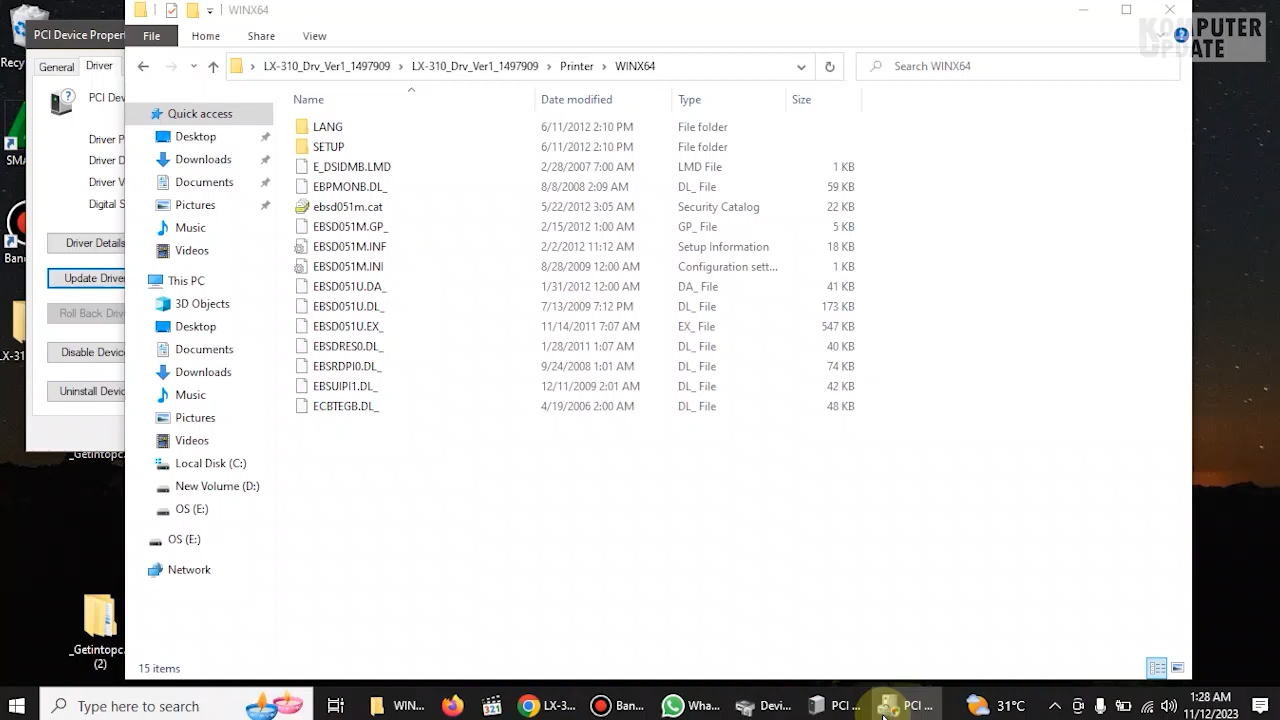 WINX64
PCI Device Proper
File
Home
Share
View
KOMPUTER
UPDATE
LX-310_Drv_Ver1_1497909
LX-310_Drv_Ver1_1497909
Printer
WINX64
Search WINX64
General
Driver
PCI Dev
Driver P
Driver D
Driver V
Digital S
Driver Details
Update Driver
Roll Back Driver
Disable Device
Uninstall Device
Recy
SMA
Ban
LX-31
_Getintop
_Getintopc
(2)
Quick access
Desktop
Downloads
Documents
Pictures
Music
Videos
This PC
3D Objects
Desktop
Documents
Downloads
Music
Pictures
Videos
Local Disk (C:)
New Volume (D:)
OS (E:)
OS (E:)
Network
Name Date modified Type Size
LANG 6/11/2012 2:10 PM File folder
SETUP 6/11/2012 2:10 PM File folder
E_DSIDMB.LMD 2/28/2007 7:00 AM LMD File 1 KB
EBPMONB.DL_ 8/8/2008 2:09 AM DL_ File 59 KB
ebsd051m.cat 5/22/2012 3:05 AM Security Catalog 22 KB
EBSD051M.GP_ 2/15/2012 1:00 AM GP_ File 5 KB
EBSD051M.INF 2/2/2012 11:12 AM Setup Information 18 KB
EBSD051M.INI 8/28/2009 12:00 AM Configuration sett... 1 KB
EBSD051U.DA_ 1/31/2012 12:00 AM DA_ File 41 KB
EBSD051U.DL_ 7/13/2009 7:12 PM DL_ File 173 KB
EBSD051U.EX_ 11/14/2011 7:07 AM EX_ File 547 KB
EBSDRES0.DL_ 1/28/2011 1:07 AM DL_ File 40 KB
EBSRDPI0.DL_ 9/24/2008 1:01 AM DL_ File 74 KB
EBSUIPI1.DL_ 12/11/2009 2:01 AM DL_ File 42 KB
ECBTEGB.DL_ 4/19/2006 2:00 AM DL_ File 48 KB
15 items
Type here to search
WIN...
LX-3...
Ban...
Wha...
Devi...
PCI ...
PCI ...
31°C
1:28 AM
11/12/2023